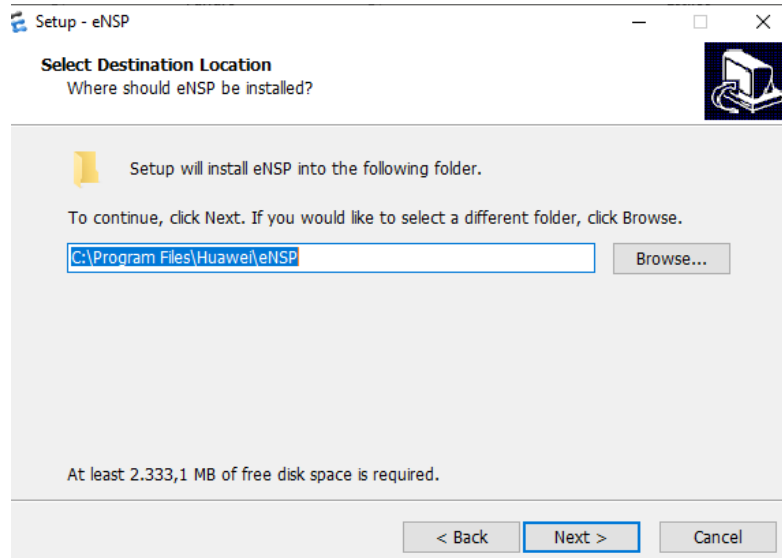 Setup - eNSP
Select Destination Location
Where should eNSP be installed?
Setup will install eNSP into the following folder.
To continue, click Next. If you would like to select a different folder, click Browse.
C:\Program Files\Huawei\eNSP
Browse...
At least 2.333,1 MB of free disk space is required.
< Back
Next >
Cancel